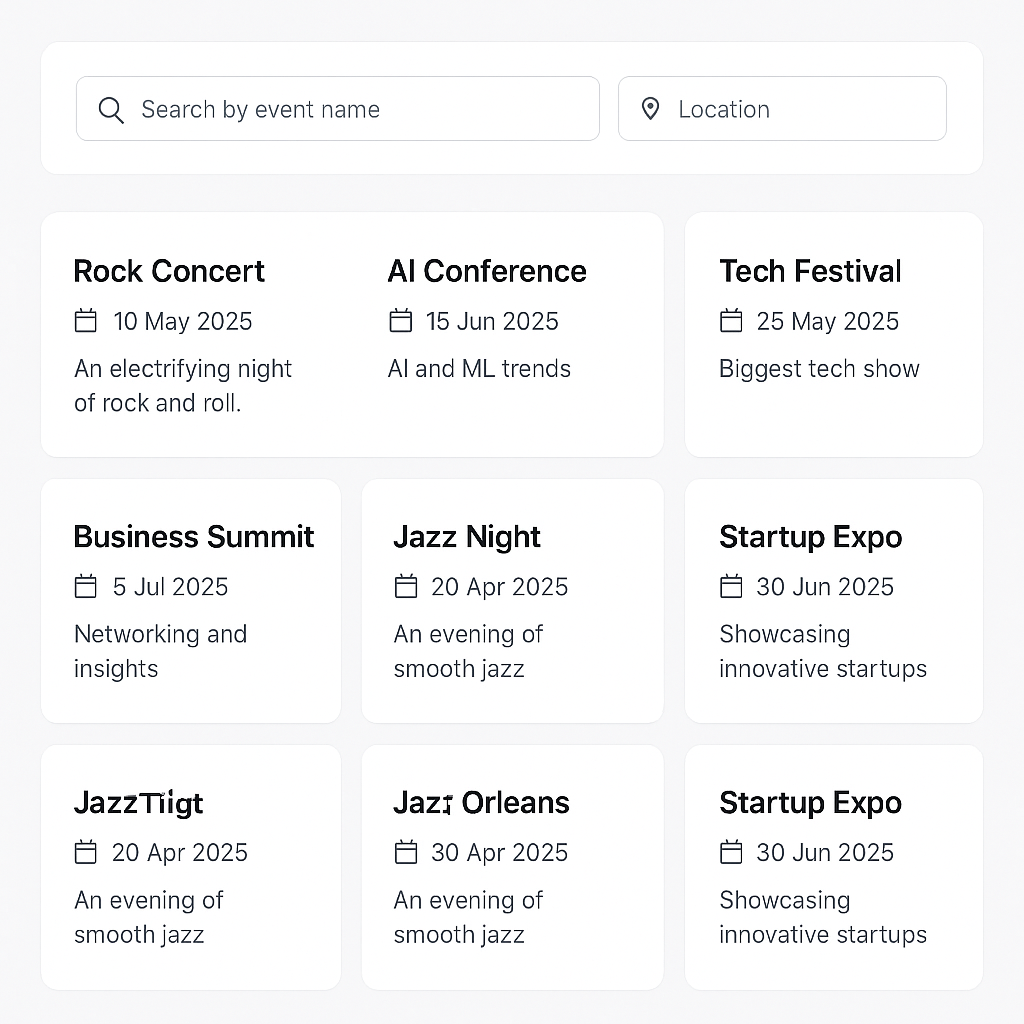 Search by event name
Location
Rock Concert
10 May 2025
An electrifying night
of rock and roll.
AI Conference
15 Jun 2025
AI and ML trends
Tech Festival
25 May 2025
Biggest tech show
Business Summit
5 Jul 2025
Networking and
insights
Jazz Night
20 Apr 2025
An evening of
smooth jazz
Startup Expo
30 Jun 2025
Showcasing
innovative startups
20 Apr 2025
An evening of
smooth jazz
Orleans
30 Apr 2025
An evening of
smooth jazz
Startup Expo
30 Jun 2025
Showcasing
innovative startups